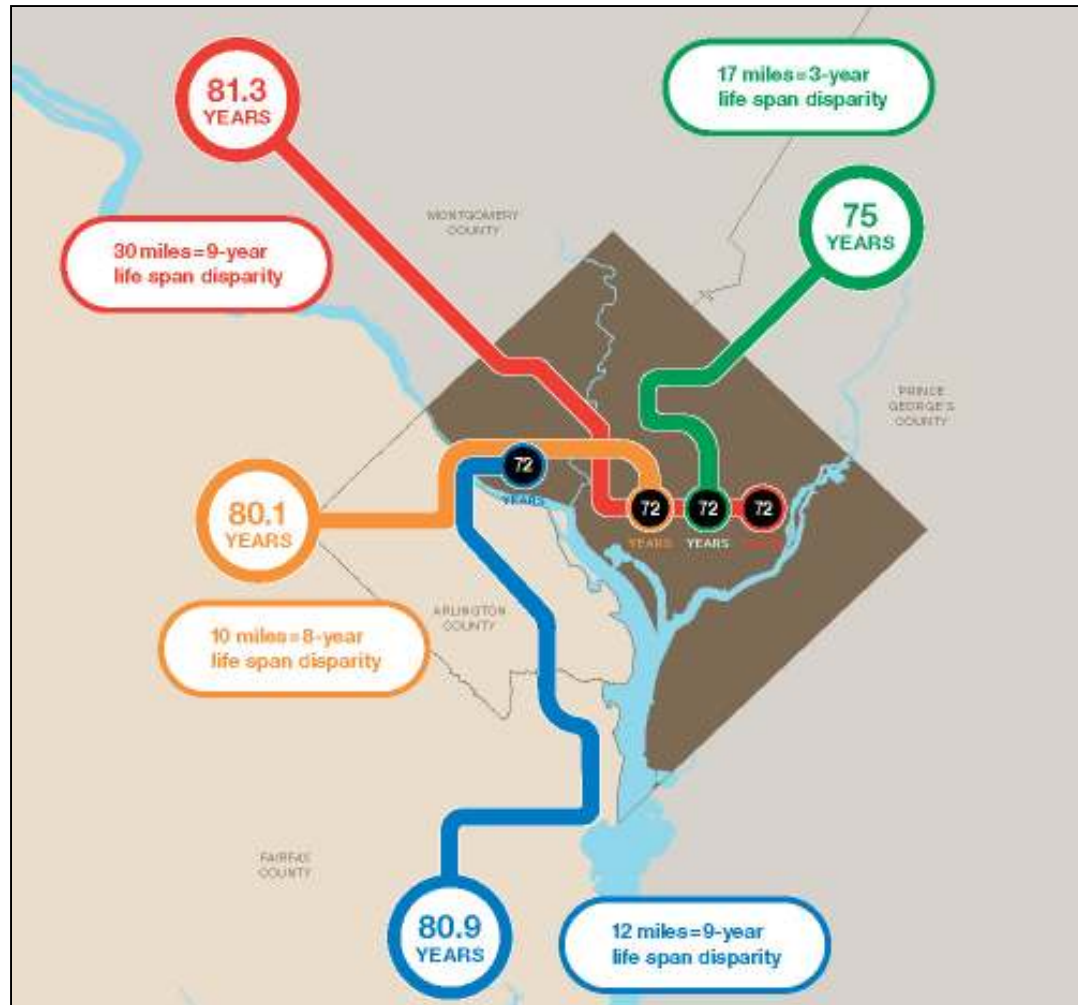 81.3
YEARS
17 miles=3-year
life span disparity
75
YEARS
MONTGOMERY
COUNTY
30 miles=9-year
life span disparity
PRINCE
GEORGE'S
COUNTY
72
YEARS
80.1
YEARS
72
YEARS
72
YEARS
72
ARLINGTON
COUNTY
10 miles=8-year
life span disparity
FAIRFAX
COUNTY
80.9
YEARS
12 miles=9-year
life span disparity